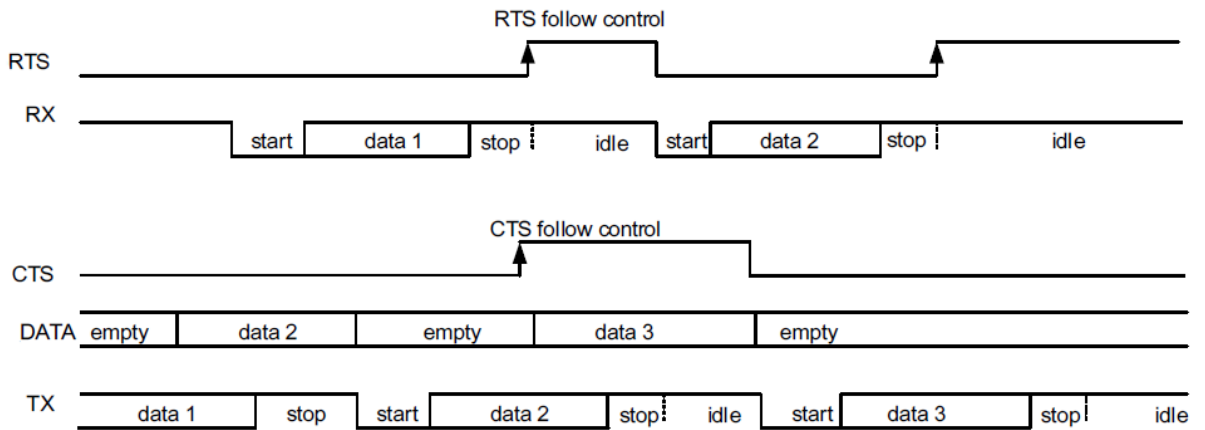 RTS follow control
RTS
RX
start data 1 stop idle start data 2 stop idle
CTS follow control
CTS
DATA empty data 2 empty data 3 empty
TX data 1 stop start data 2 stop idle start data 3 stop idle